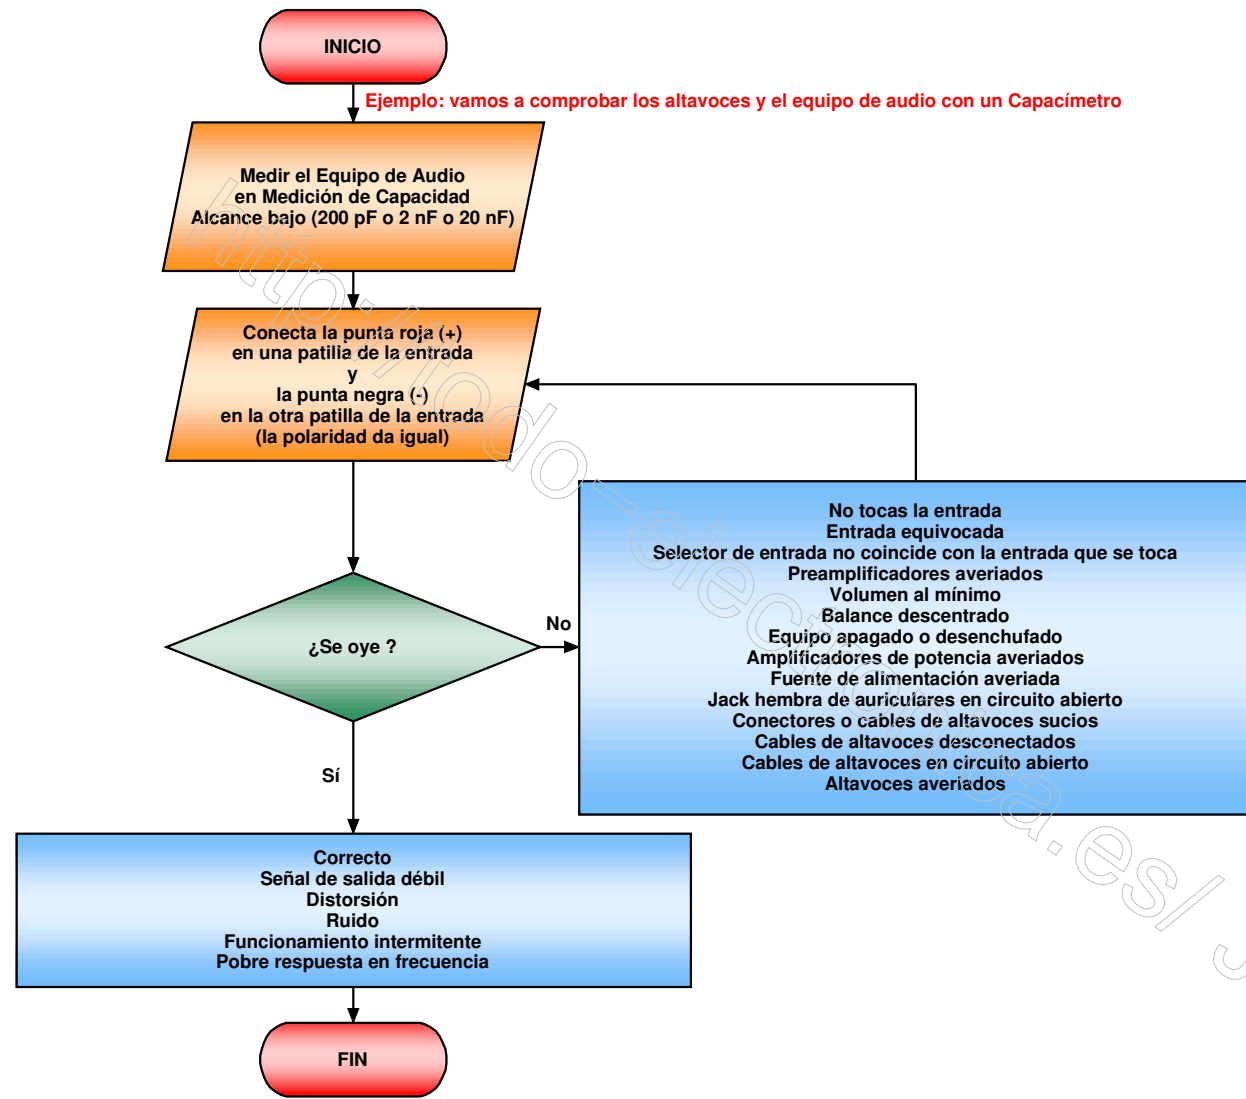 INICIO
Ejemplo: vamos a comprobar los altavoces y el equipo de audio con un Capacímetro
Medir el Equipo de Audio
en Medición de Capacidad
Alcance bajo (200 pF o 2 nF o 20 nF)
Conecta la punta roja (+)
en una patilla de la entrada
y
la punta negra (-)
en la otra patilla de la entrada
(la polaridad da igual)
¿Se oye ?
No
No tocas la entrada
Entrada equivocada
Selector de entrada no coincide con la entrada que se toca
Preamplificadores averiados
Volumen al mínimo
Balance descentrado
Equipo apagado o desenchufado
Amplificadores de potencia averiados
Fuente de alimentación averiada
Jack hembra de auriculares en circuito abierto
Conectores o cables de altavoces sucios
Cables de altavoces desconectados
Cables de altavoces en circuito abierto
Altavoces averiados
Sí
Correcto
Señal de salida débil
Distorsión
Ruido
Funcionamiento intermitente
Pobre respuesta en frecuencia
FIN
http://todo-electronica.es/